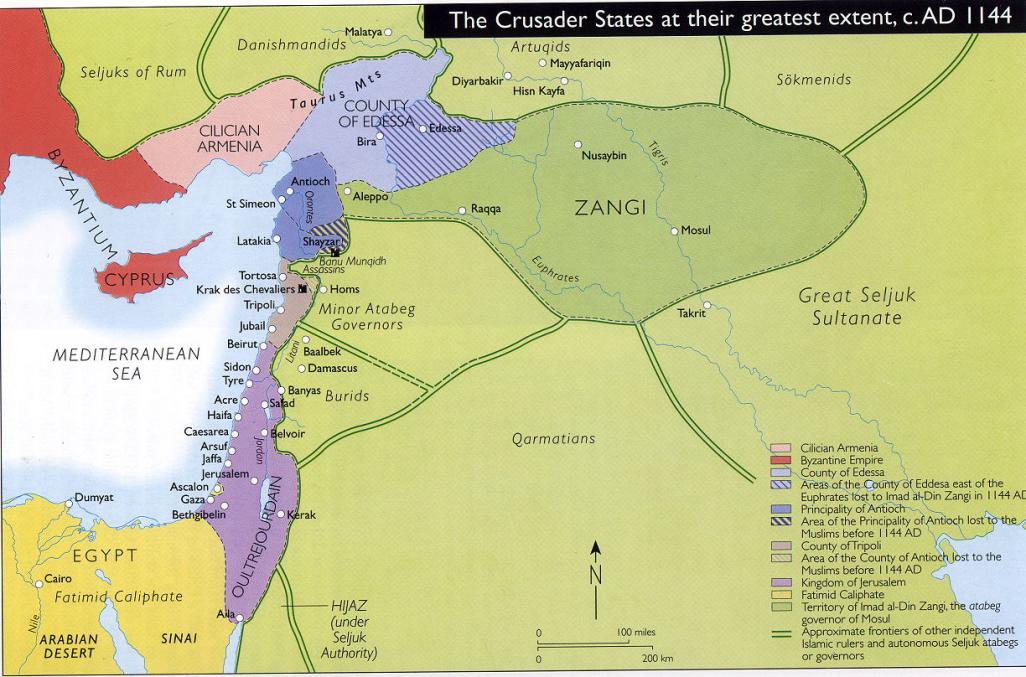 The Crusader States at their greatest extent, c. AD 1144
Malatya
Danishmandids
Artuqids
Mayyafariqin
Seljuks of Rum
Diyarbakir
Sökmenids
Hisn Kayfa
Taurus Mts
COUNTY
OF EDESSA
CILICIAN
ARMENIA
Edessa
Bira
Tigris
Nusaybin
BYZANTIUM
Antioch
Aleppo
St Simeon
Orontes
Raqqa
ZANGI
Mosul
Latakia
Shayzar
Banu Munqidh
Assassins
Euphrates
CYPRUS
Tortosa
Krak des Chevaliers
Homs
Great Seljuk
Sultanate
Tripoli
Minor Atabeg
Governors
Takrit
Jubail
Beirut
Litani
Baalbek
MEDITERRANEAN
SEA
Sidon
Damascus
Tyre
Banyas
Burids
Acre
Safad
Haifa
Caesarea
Belvoir
Qarmatians
Arsuf
Jordan
Jaffa
Jerusalem
Ascalon
Gaza
Bethgibelin
Kerak
OULTREJOURDAIN
Dumyat
EGYPT
Cairo
Fatimid Caliphate
Nile
Aila
ARABIAN
DESERT
SINAI
HIJAZ
(under
Seljuk
Authority)
N
0 100 miles
0 200 km
Cilician Armenia
Byzantine Empire
County of Edessa
Areas of the County of Eddesa east of the
Euphrates lost to Imad al-Din Zangi in 1144 AD
Principality of Antioch
Area of the Principality of Antioch lost to the
Muslims before 1144 AD
County of Tripoli
Area of the County of Antioch lost to the
Muslims before 1144 AD
Kingdom of Jerusalem
Fatimid Caliphate
Territory of Imad al-Din Zangi, the atabeg
governor of Mosul
Approximate frontiers of other independent
Islamic rulers and autonomous Seljuk atabegs
or governors